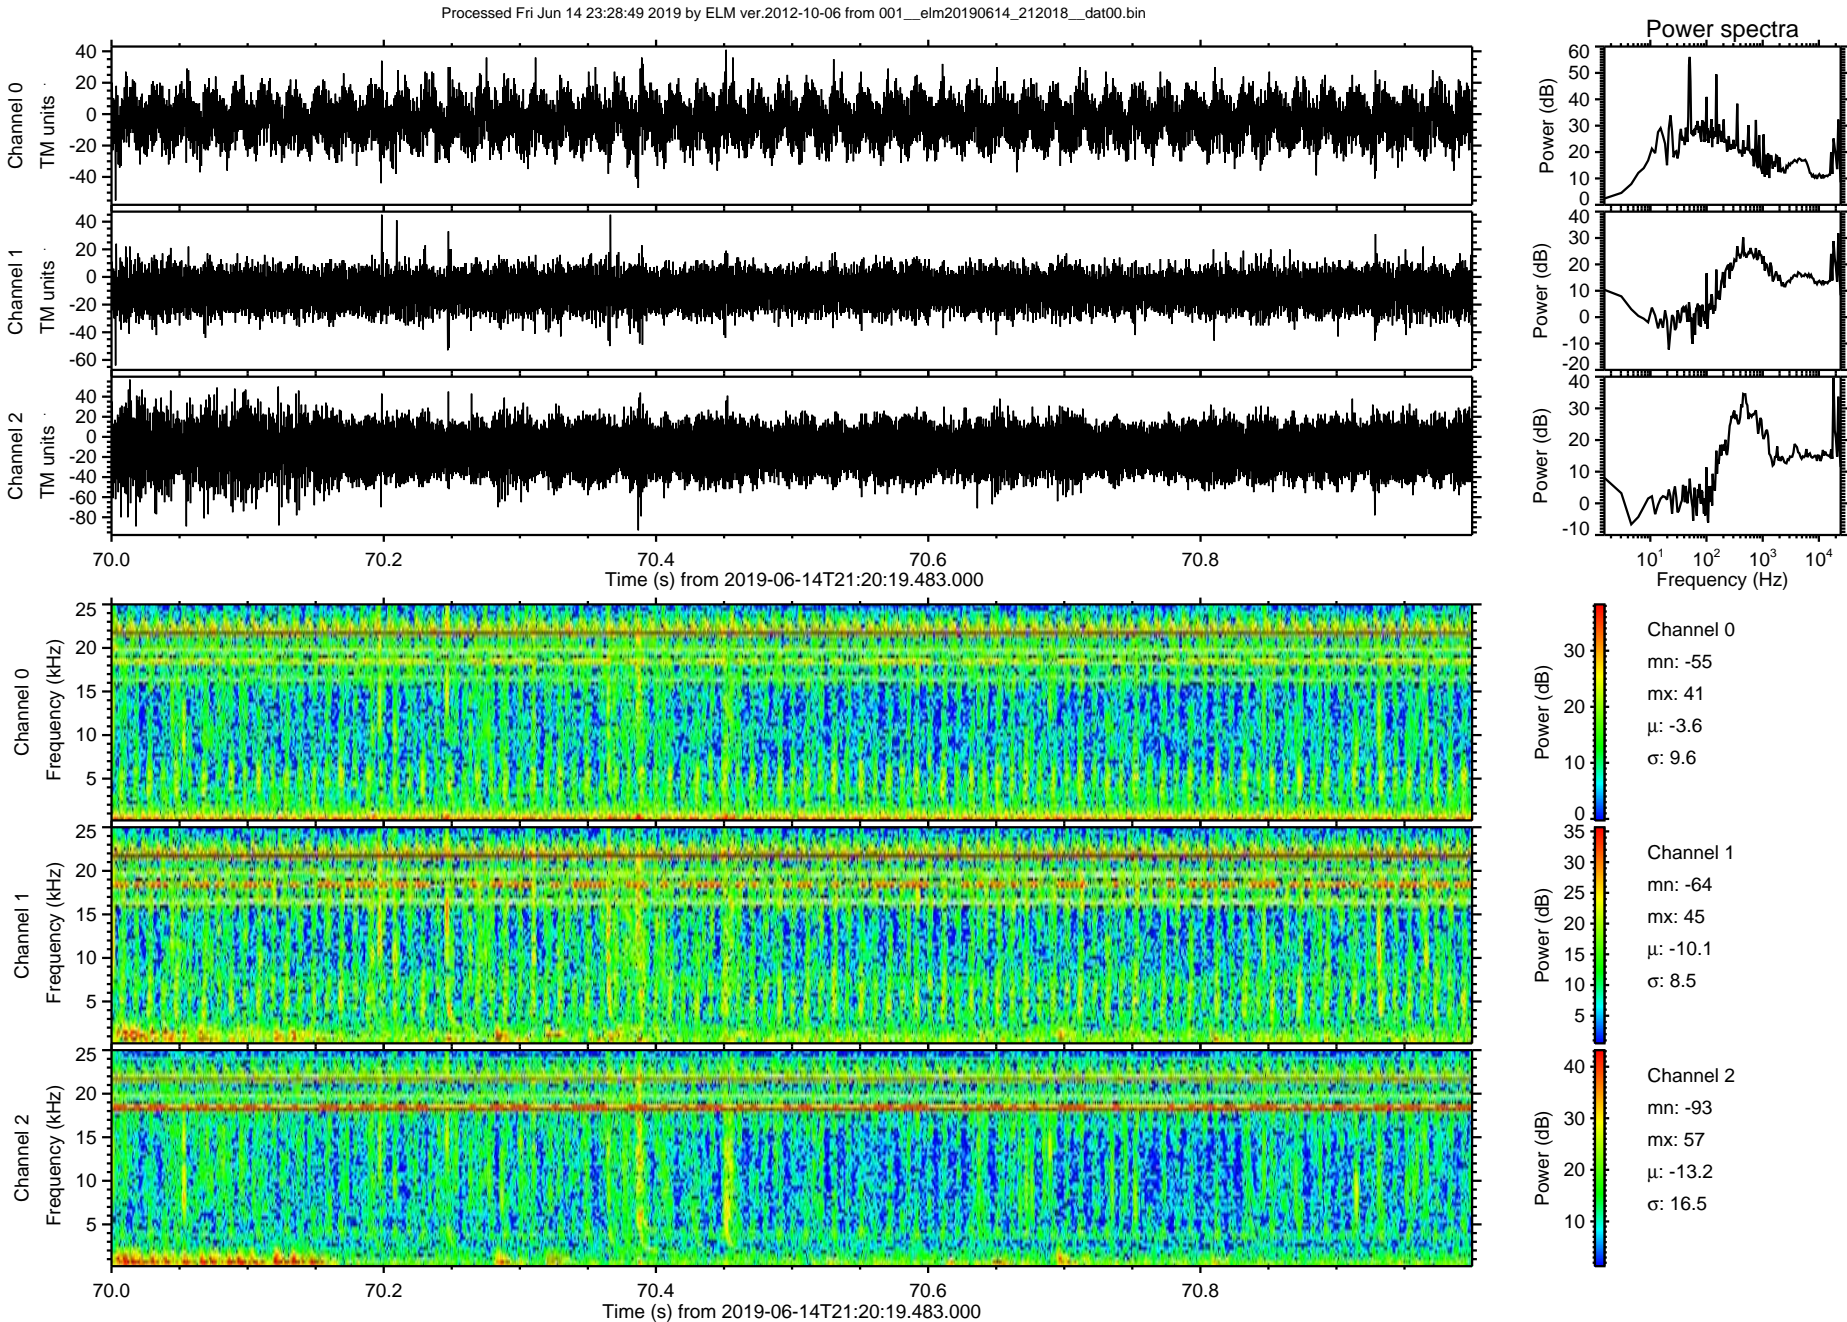 Processed Fri Jun 14 23:28:49 2019 by ELM ver.2012-10-06 from 001__elm20190614_212018__dat00.bin
Power spectra
Channel 0
TM units
40
20
0
-20
-40
Power (dB)
60
50
40
30
20
10
0
Channel 1
TM units
40
20
0
-20
-40
-60
Power (dB)
40
30
20
10
0
-10
-20
Channel 2
TM units
40
20
0
-20
-40
-60
-80
Power (dB)
40
30
20
10
0
-10
70.0 70.2 70.4 70.6 70.8
Time (s) from 2019-06-14T21:20:19.483.000
10¹ 10² 10³ 10⁴
Frequency (Hz)
Channel 0
Frequency (kHz)
25
20
15
10
5
Power (dB)
30
20
10
0
Channel 0
mn: -55
mx: 41
μ: -3.6
σ: 9.6
Channel 1
Frequency (kHz)
25
20
15
10
5
Power (dB)
35
30
25
20
15
10
5
Channel 1
mn: -64
mx: 45
μ: -10.1
σ: 8.5
Channel 2
Frequency (kHz)
25
20
15
10
5
Power (dB)
40
30
20
10
Channel 2
mn: -93
mx: 57
μ: -13.2
σ: 16.5
70.0 70.2 70.4 70.6 70.8
Time (s) from 2019-06-14T21:20:19.483.000